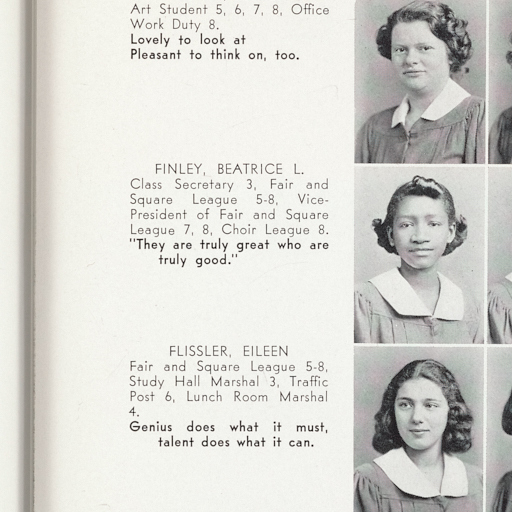 Art Student 5, 6, 7, 8, Office
Work Duty 8.
Lovely to look at
Pleasant to think on, too.
FINLEY, BEATRICE L.
Class Secretary 3, Fair and
Square League 5-8, Vice-
President of Fair and Square
League 7, 8, Choir League 8.
"They are truly great who are
truly good."
FLISSLER, EILEEN
Fair and Square League 5-8,
Study Hall Marshal 3, Traffic
Post 6, Lunch Room Marshal
4.
Genius does what it must,
talent does what it can.